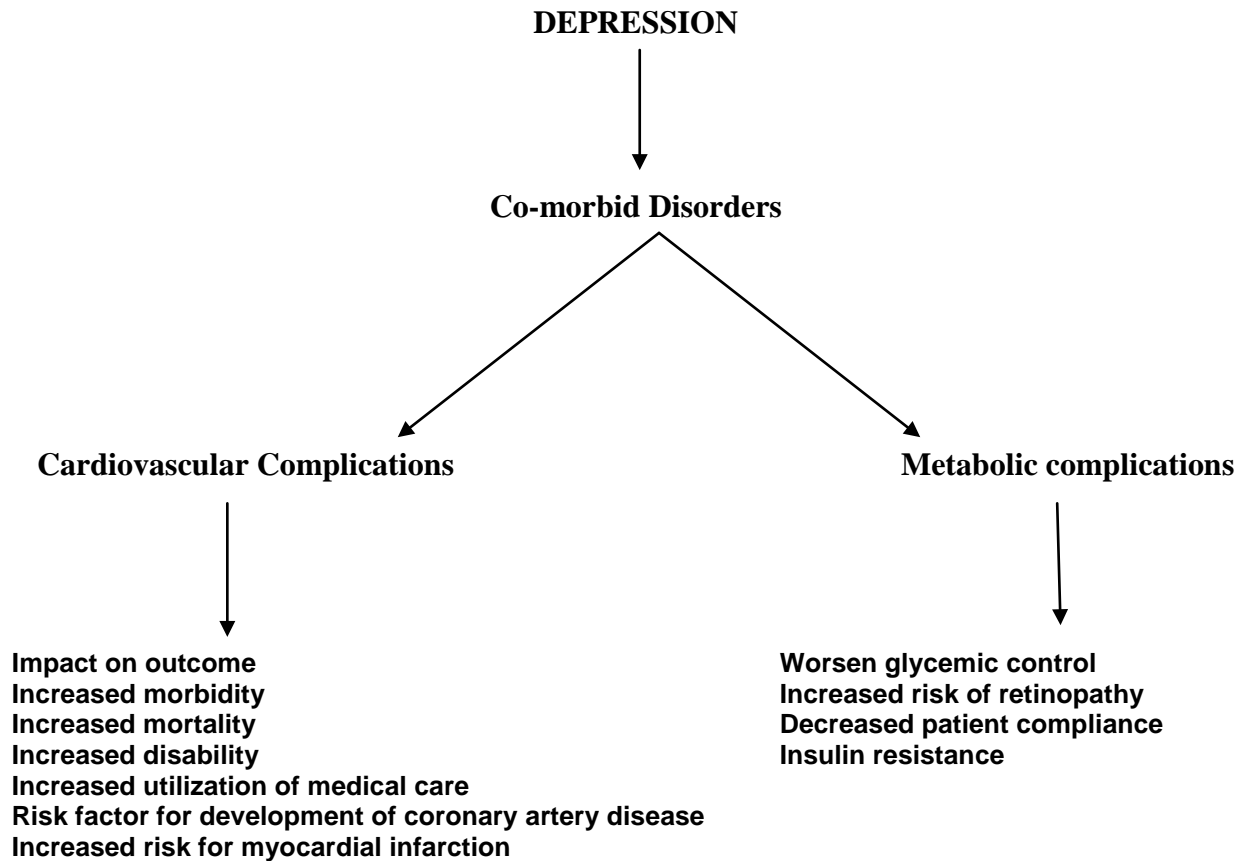 DEPRESSION
Co-morbid Disorders
Cardiovascular Complications
Metabolic complications
Impact on outcome
Increased morbidity
Increased mortality
Increased disability
Increased utilization of medical care
Risk factor for development of coronary artery disease
Increased risk for myocardial infarction
Worsen glycemic control
Increased risk of retinopathy
Decreased patient compliance
Insulin resistance